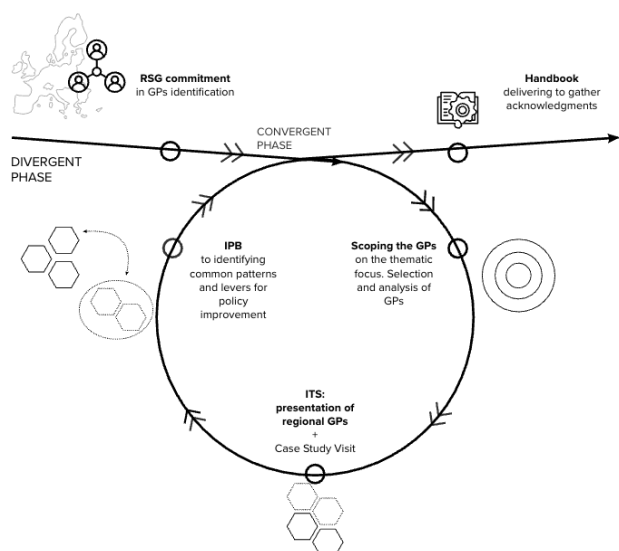 RSG commitment
in GPs identification
Handbook
delivering to gather
acknowledgments
CONVERGENT
PHASE
DIVERGENT
PHASE
IPB
to identifying
common patterns
and levers for
policy
improvement
Scoping the GPs
on the thematic
focus. Selection
and analysis of
GPs
ITS:
presentation of
regional GPs
+
Case Study Visit